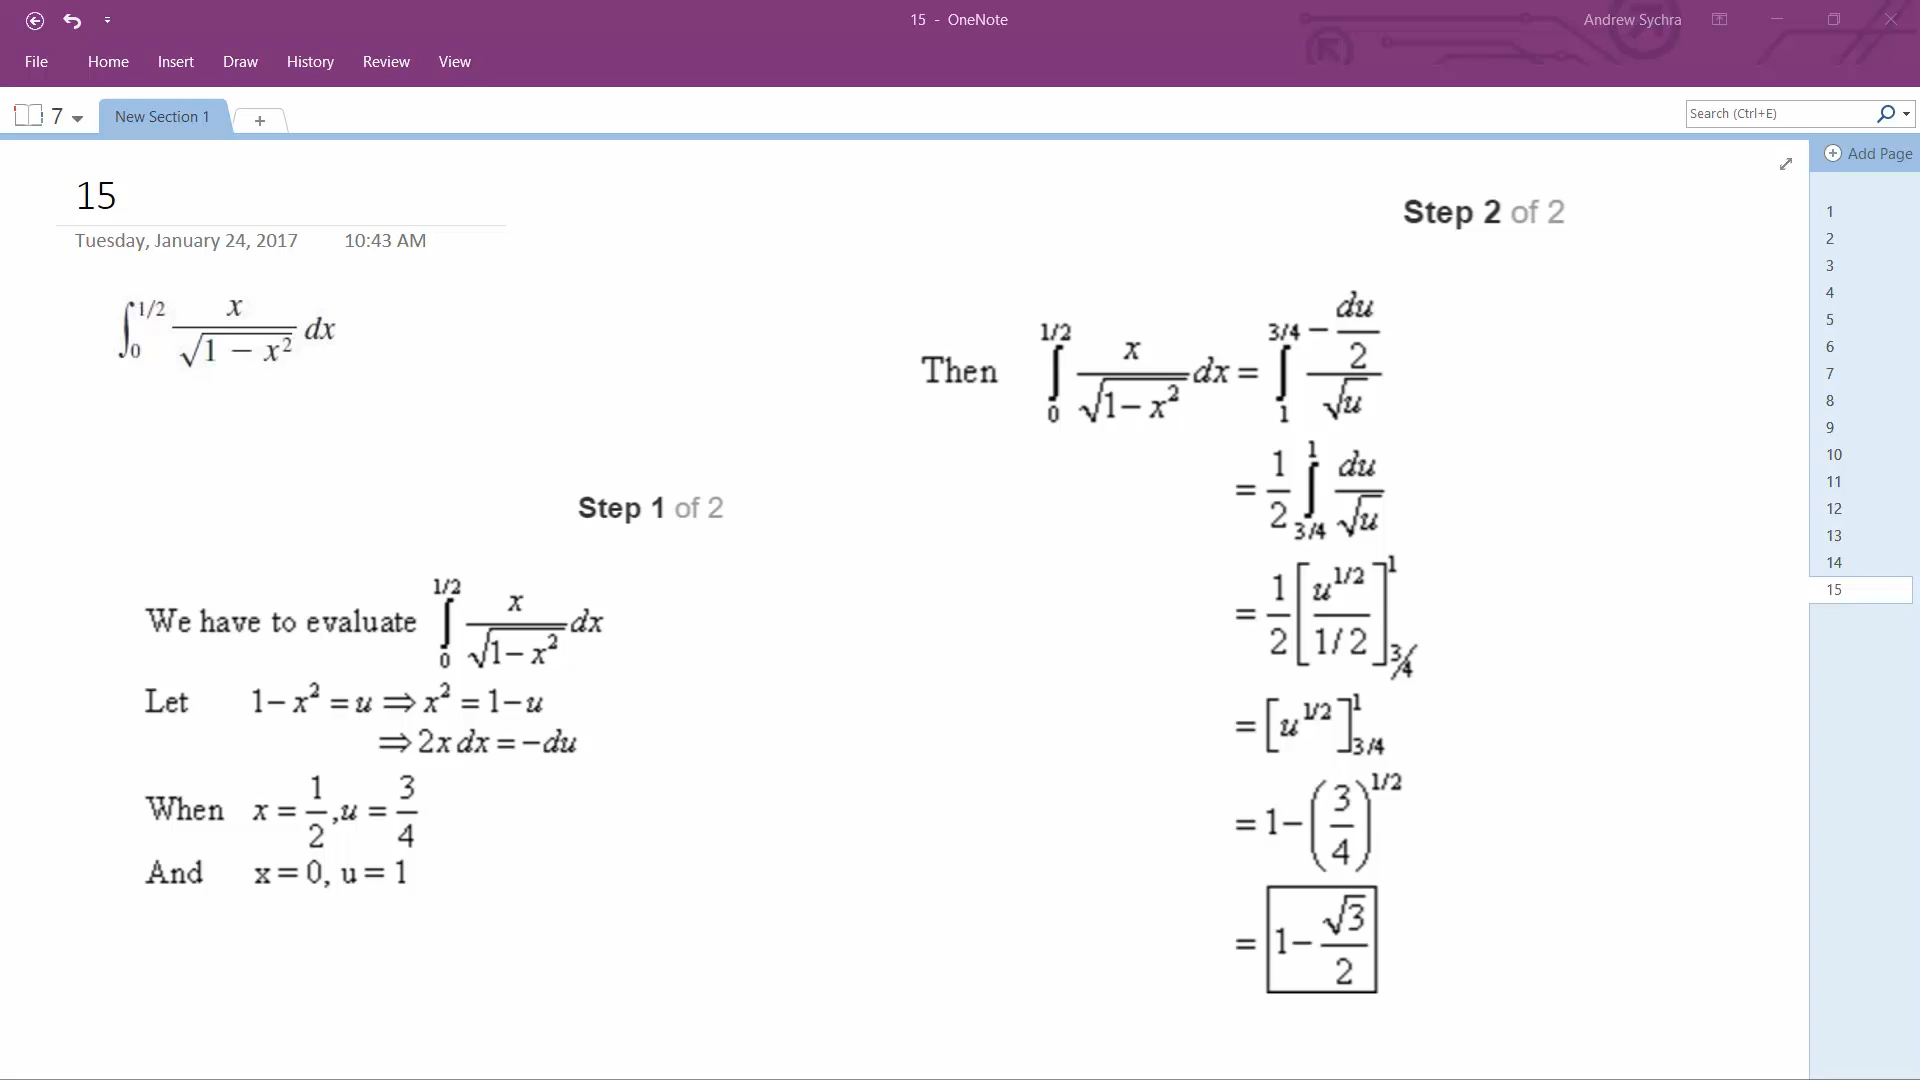 15 - OneNote
Andrew Sychra
File Home Insert Draw History Review View
7 New Section 1 +
Search (Ctrl+E)
Add Page
15
Tuesday, January 24, 2017 10:43 AM
∫₀^{1/2} x/√(1 − x²) dx
Step 1 of 2
We have to evaluate ∫₀^{1/2} x/√(1−x²) dx
Let 1−x² = u ⇒ x² = 1−u
⇒ 2x dx = −du
When x = 1/2, u = 3/4
And x = 0, u = 1
Step 2 of 2
Then ∫₀^{1/2} x/√(1−x²) dx = ∫₁^{3/4} (−du/2)/√u
= 1/2 ∫_{3/4}^{1} du/√u
= 1/2 [u^{1/2}/(1/2)]_{3/4}^{1}
= [u^{1/2}]_{3/4}^{1}
= 1−(3/4)^{1/2}
= 1−√3/2
1
2
3
4
5
6
7
8
9
10
11
12
13
14
15